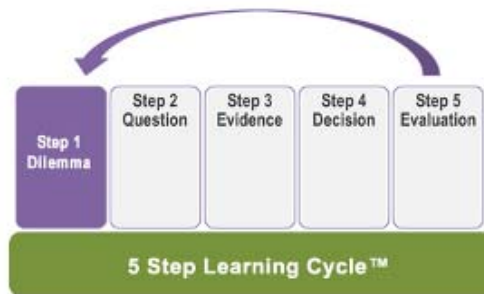 Step 1
Dilemma
Step 2
Question
Step 3
Evidence
Step 4
Decision
Step 5
Evaluation
5 Step Learning Cycle™